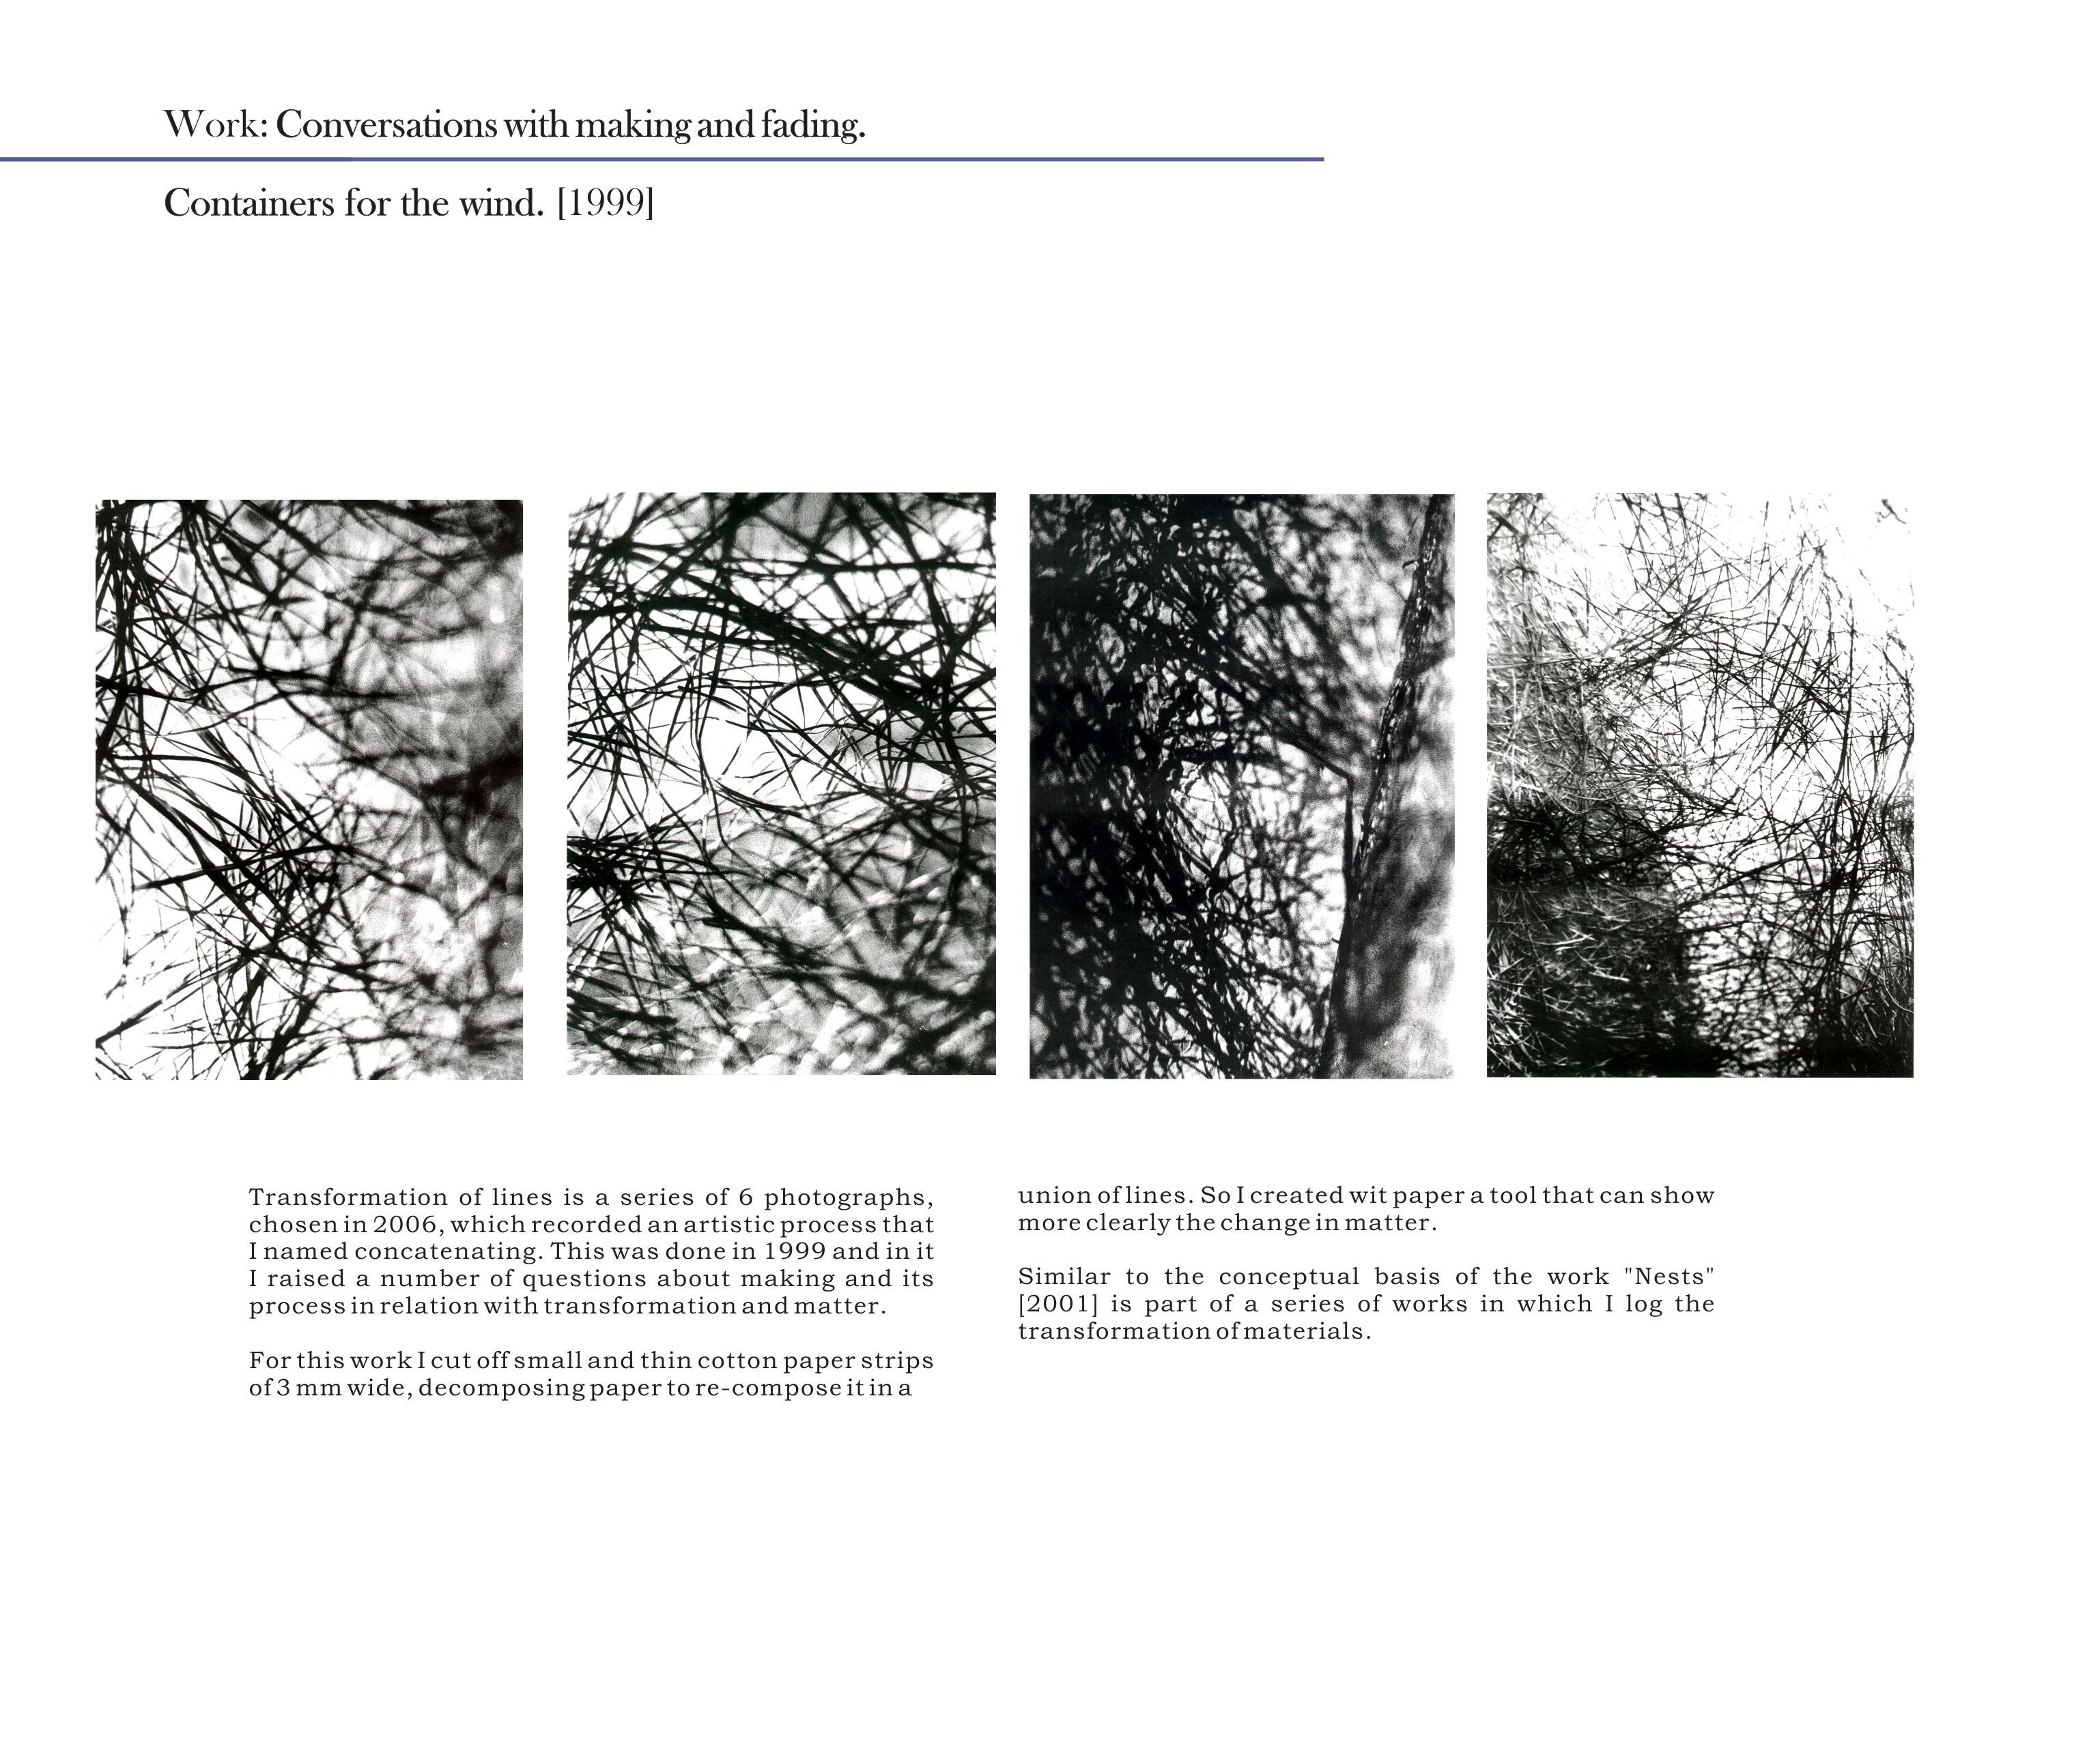 Work: Conversations with making and fading.
Containers for the wind. [1999]
Transformation of lines is a series of 6 photographs,
chosen in 2006, which recorded an artistic process that
I named concatenating. This was done in 1999 and in it
I raised a number of questions about making and its
process in relation with transformation and matter.
For this work I cut off small and thin cotton paper strips
of 3 mm wide, decomposing paper to re-compose it in a
union of lines. So I created wit paper a tool that can show
more clearly the change in matter.
Similar to the conceptual basis of the work "Nests"
[2001] is part of a series of works in which I log the
transformation of materials.